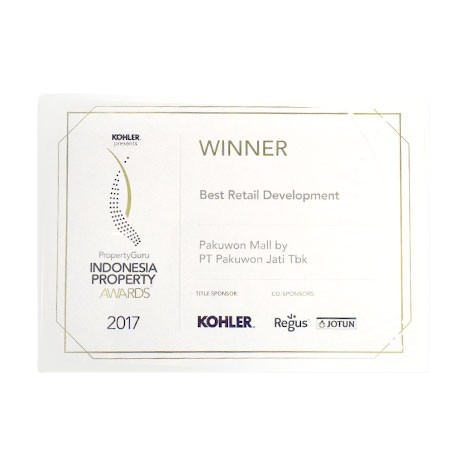 KOHLER.
presents
PropertyGuru
INDONESIA
PROPERTY
AWARDS
2017
WINNER
Best Retail Development
Pakuwon Mall by
PT Pakuwon Jati Tbk
TITLE SPONSOR:
KOHLER.
CO-SPONSORS:
Regus
JOTUN